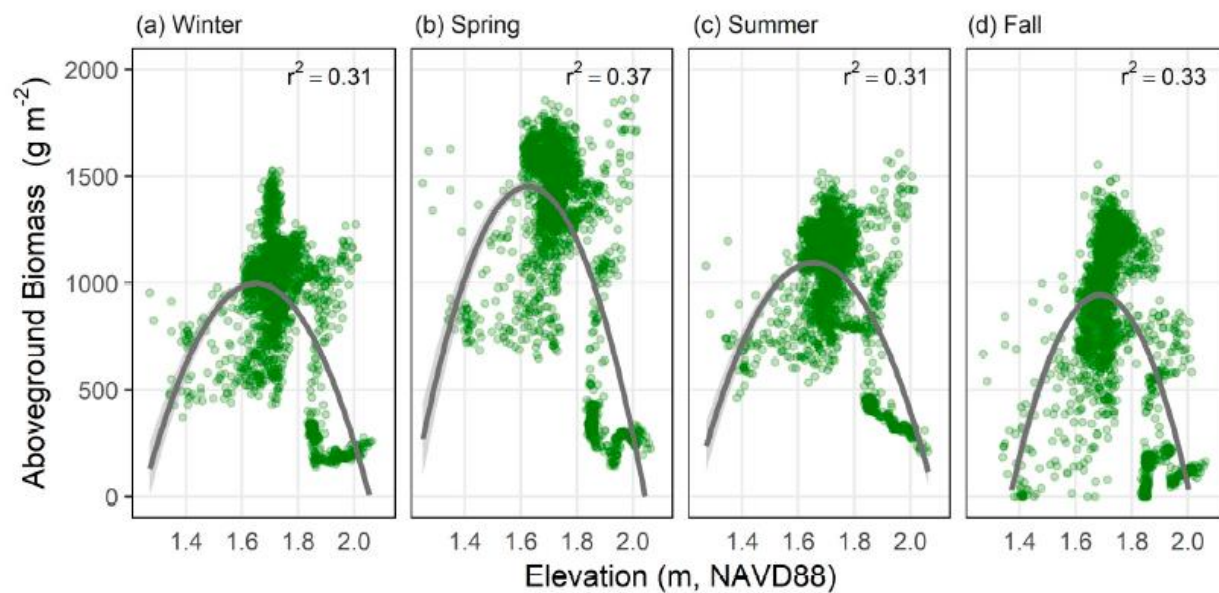 (a) Winter
(b) Spring
(c) Summer
(d) Fall
r² = 0.31
r² = 0.37
r² = 0.31
r² = 0.33
Aboveground Biomass (g m⁻²)
2000
1500
1000
500
0
1.4 1.6 1.8 2.0
1.4 1.6 1.8 2.0
1.4 1.6 1.8 2.0
1.4 1.6 1.8 2.0
Elevation (m, NAVD88)